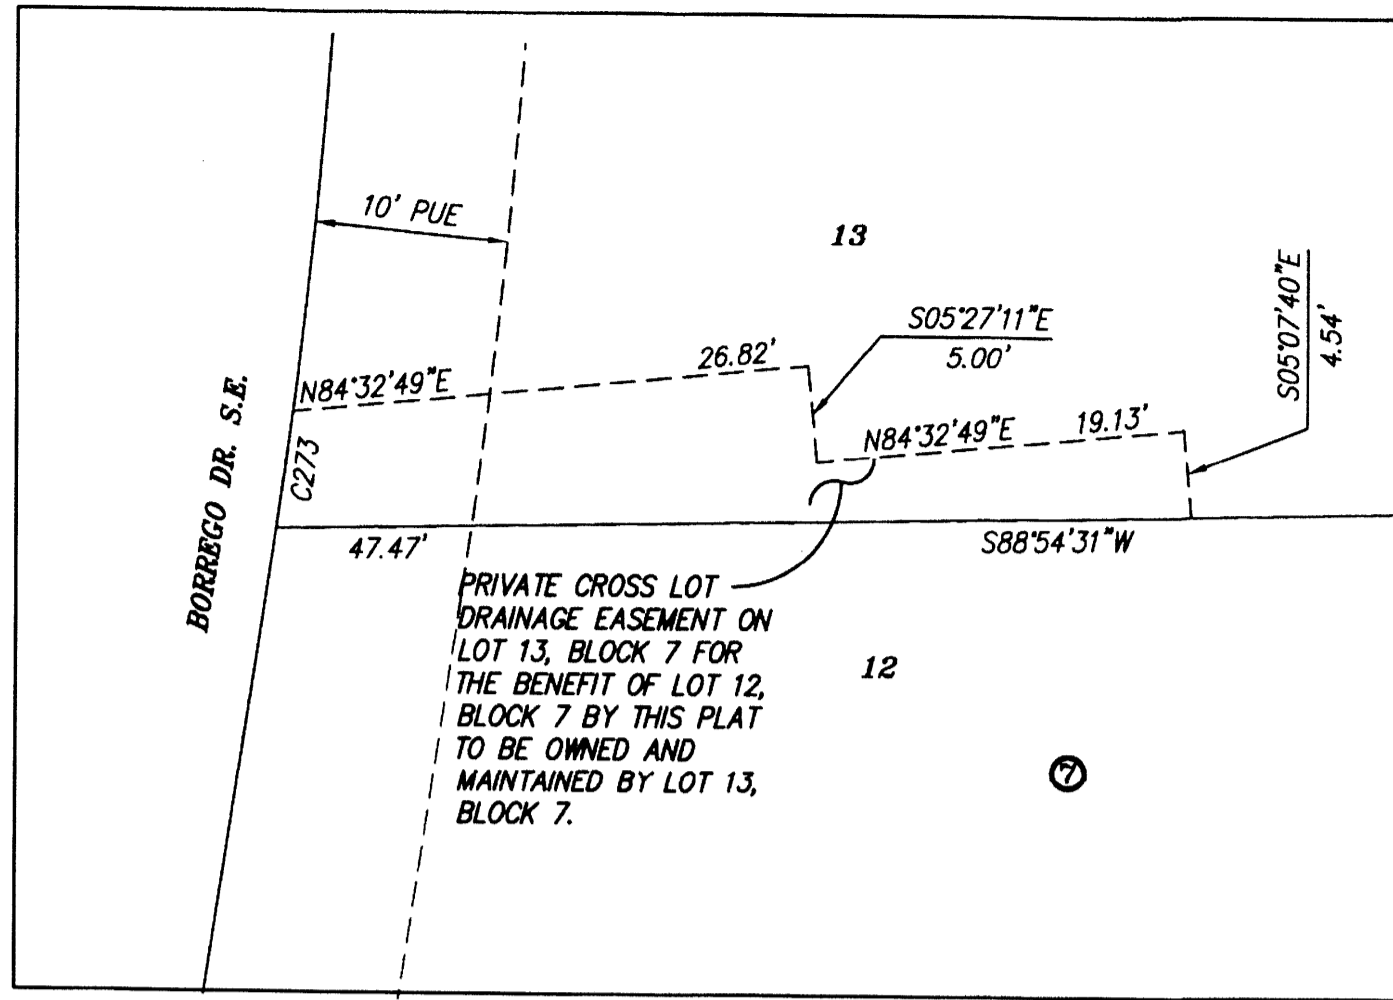 10' PUE
13
S05°27'11"E
5.00'
S05°07'40"E
4.54'
26.82'
N84°32'49"E
N84°32'49"E
19.13'
BORREGO DR. S.E.
C273
47.47'
S88°54'31"W
PRIVATE CROSS LOT
DRAINAGE EASEMENT ON
LOT 13, BLOCK 7 FOR
THE BENEFIT OF LOT 12,
BLOCK 7 BY THIS PLAT
TO BE OWNED AND
MAINTAINED BY LOT 13,
BLOCK 7.
12
7